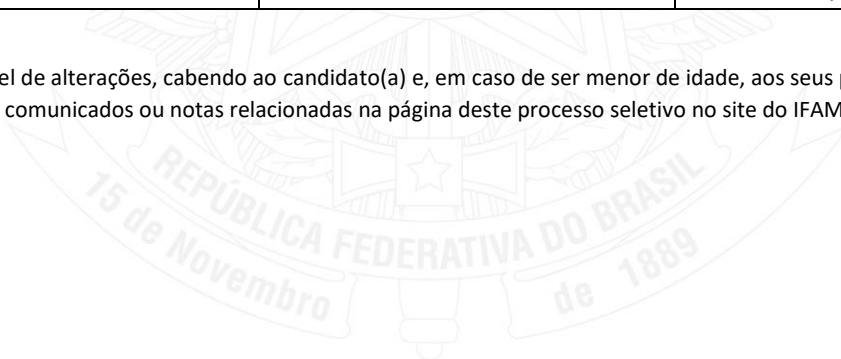 el de alterações, cabendo ao candidato(a) e, em caso de ser menor de idade, aos seus
comunicados ou notas relacionadas na página deste processo seletivo no site do IFAM
REPÚBLICA FEDERATIVA DO BRASIL
15 de Novembro de 1889